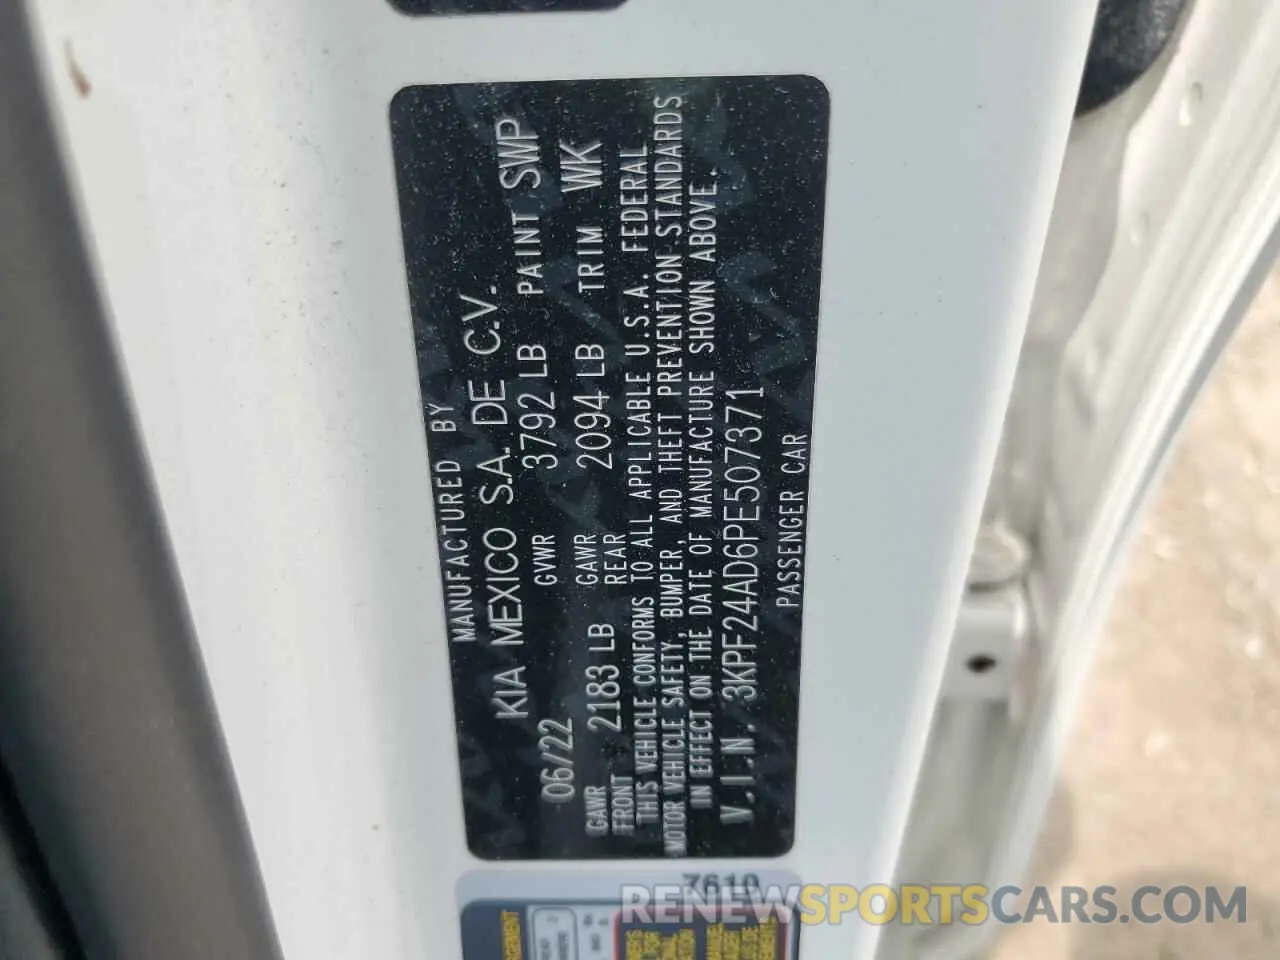 MANUFACTURED BY
KIA MEXICO S.A. DE C.V.
06/22 GVWR 3792 LB PAINT SWP
GAWR FRONT 2183 LB GAWR REAR 2094 LB TRIM WK
THIS VEHICLE CONFORMS TO ALL APPLICABLE U.S.A. FEDERAL
MOTOR VEHICLE SAFETY, BUMPER, AND THEFT PREVENTION STANDARDS
IN EFFECT ON THE DATE OF MANUFACTURE SHOWN ABOVE.
V.I.N. 3KPF24AD6PE507371
PASSENGER CAR
7610
RENEWSPORTSCARS.COM